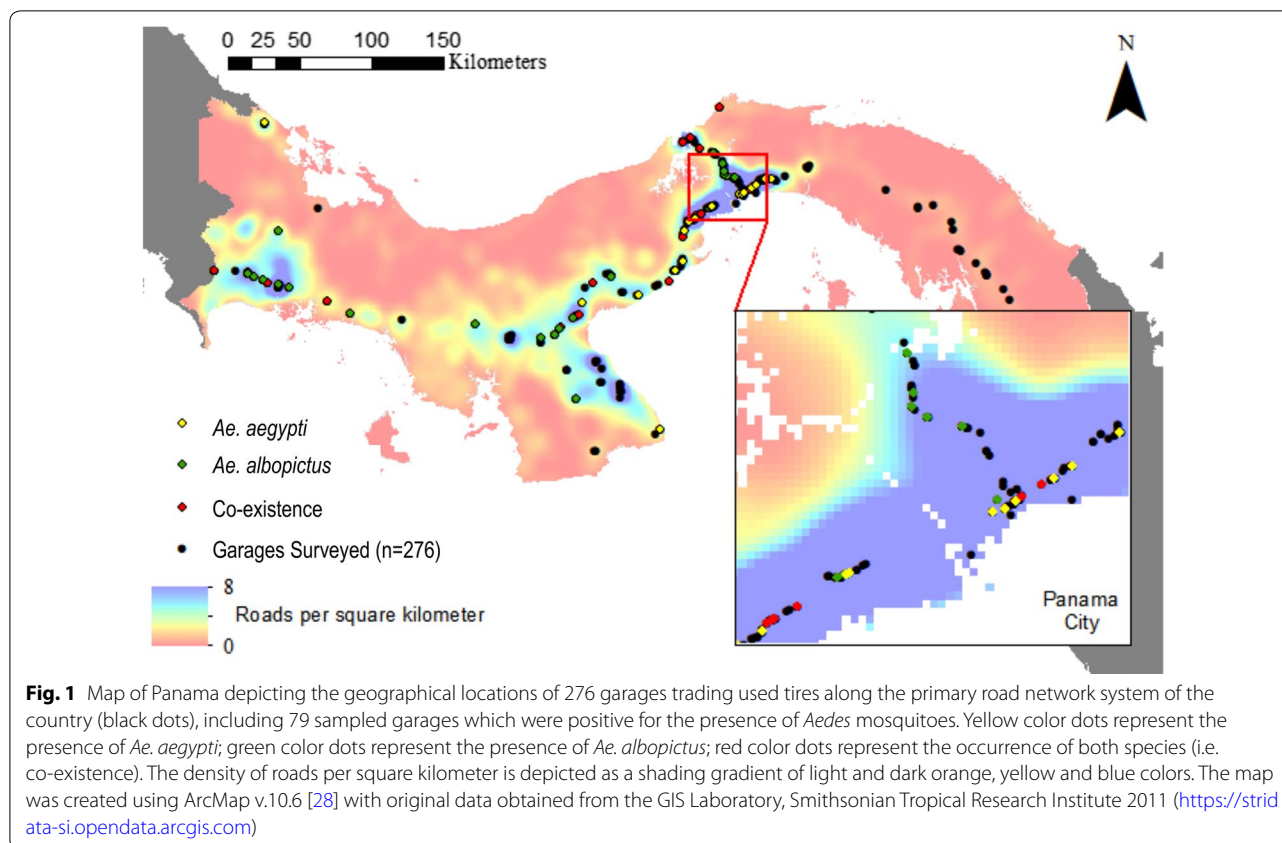 0 25 50 100 150
Kilometers
N
Ae. aegypti
Ae. albopictus
Co-existence
Garages Surveyed (n=276)
8
Roads per square kilometer
0
Panama
City
Fig. 1 Map of Panama depicting the geographical locations of 276 garages trading used tires along the primary road network system of the
country (black dots), including 79 sampled garages which were positive for the presence of Aedes mosquitoes. Yellow color dots represent the
presence of Ae. aegypti; green color dots represent the presence of Ae. albopictus; red color dots represent the occurrence of both species (i.e.
co-existence). The density of roads per square kilometer is depicted as a shading gradient of light and dark orange, yellow and blue colors. The map
was created using ArcMap v.10.6 [28] with original data obtained from the GIS Laboratory, Smithsonian Tropical Research Institute 2011 (https://strid
ata-si.opendata.arcgis.com)